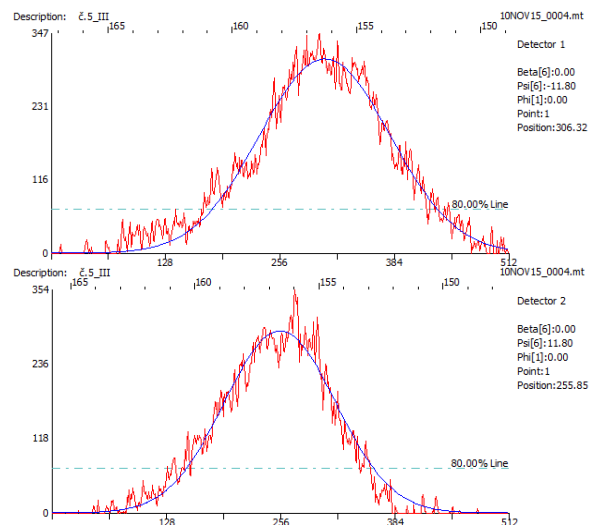 Description: č.5_III 10NOV15_0004.mt
165 160 155 150
347
231
116
0
128 256 384 512
80.00% Line
Detector 1
Beta[6]:0.00
Psi[6]:-11.80
Phi[1]:0.00
Point:1
Position:306.32
Description: č.5_III 10NOV15_0004.mt
165 160 155 150
354
236
118
0
128 256 384 512
80.00% Line
Detector 2
Beta[6]:0.00
Psi[6]:11.80
Phi[1]:0.00
Point:1
Position:255.85